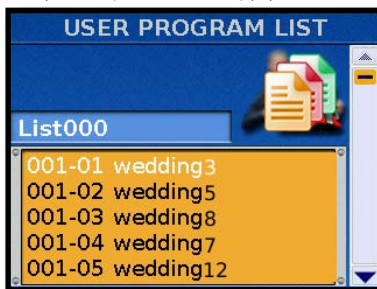 USER PROGRAM LIST
List000
001-01 wedding3
001-02 wedding5
001-03 wedding8
001-04 wedding7
001-05 wedding12